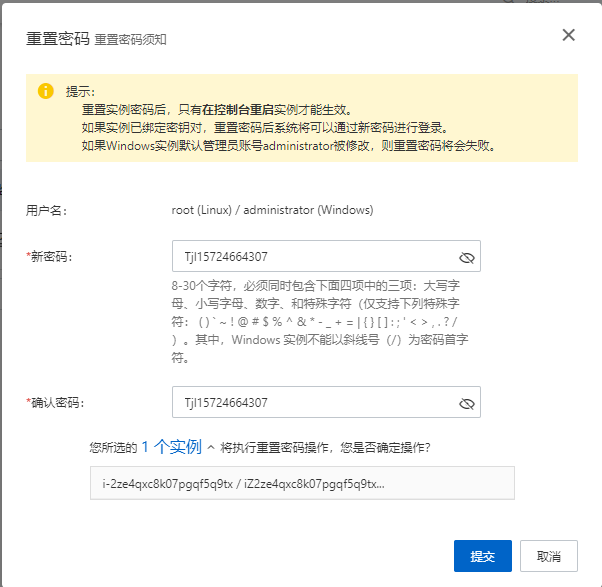 重置密码 重置密码须知
提示：
重置实例密码后，只有在控制台重启实例才能生效。
如果实例已绑定密钥对，重置密码后系统将可以通过新密码进行登录。
如果Windows实例默认管理员账号administrator被修改，则重置密码将会失败。
用户名： root (Linux) / administrator (Windows)
*新密码： Tjl15724664307
8-30个字符，必须同时包含下面四项中的三项：大写字
母、小写字母、数字、和特殊字符（仅支持下列特殊字
符： ( ) ` ~ ! @ # $ % ^ & * - _ + = | { } [ ] : ; ' < > , . ? /
）。其中，Windows 实例不能以斜线号（/）为密码首字
符。
*确认密码： Tjl15724664307
您所选的 1 个实例 将执行重置密码操作，您是否确定操作?
i-2ze4qxc8k07pgqf5q9tx / iZ2ze4qxc8k07pgqf5q9tx...
提交 取消